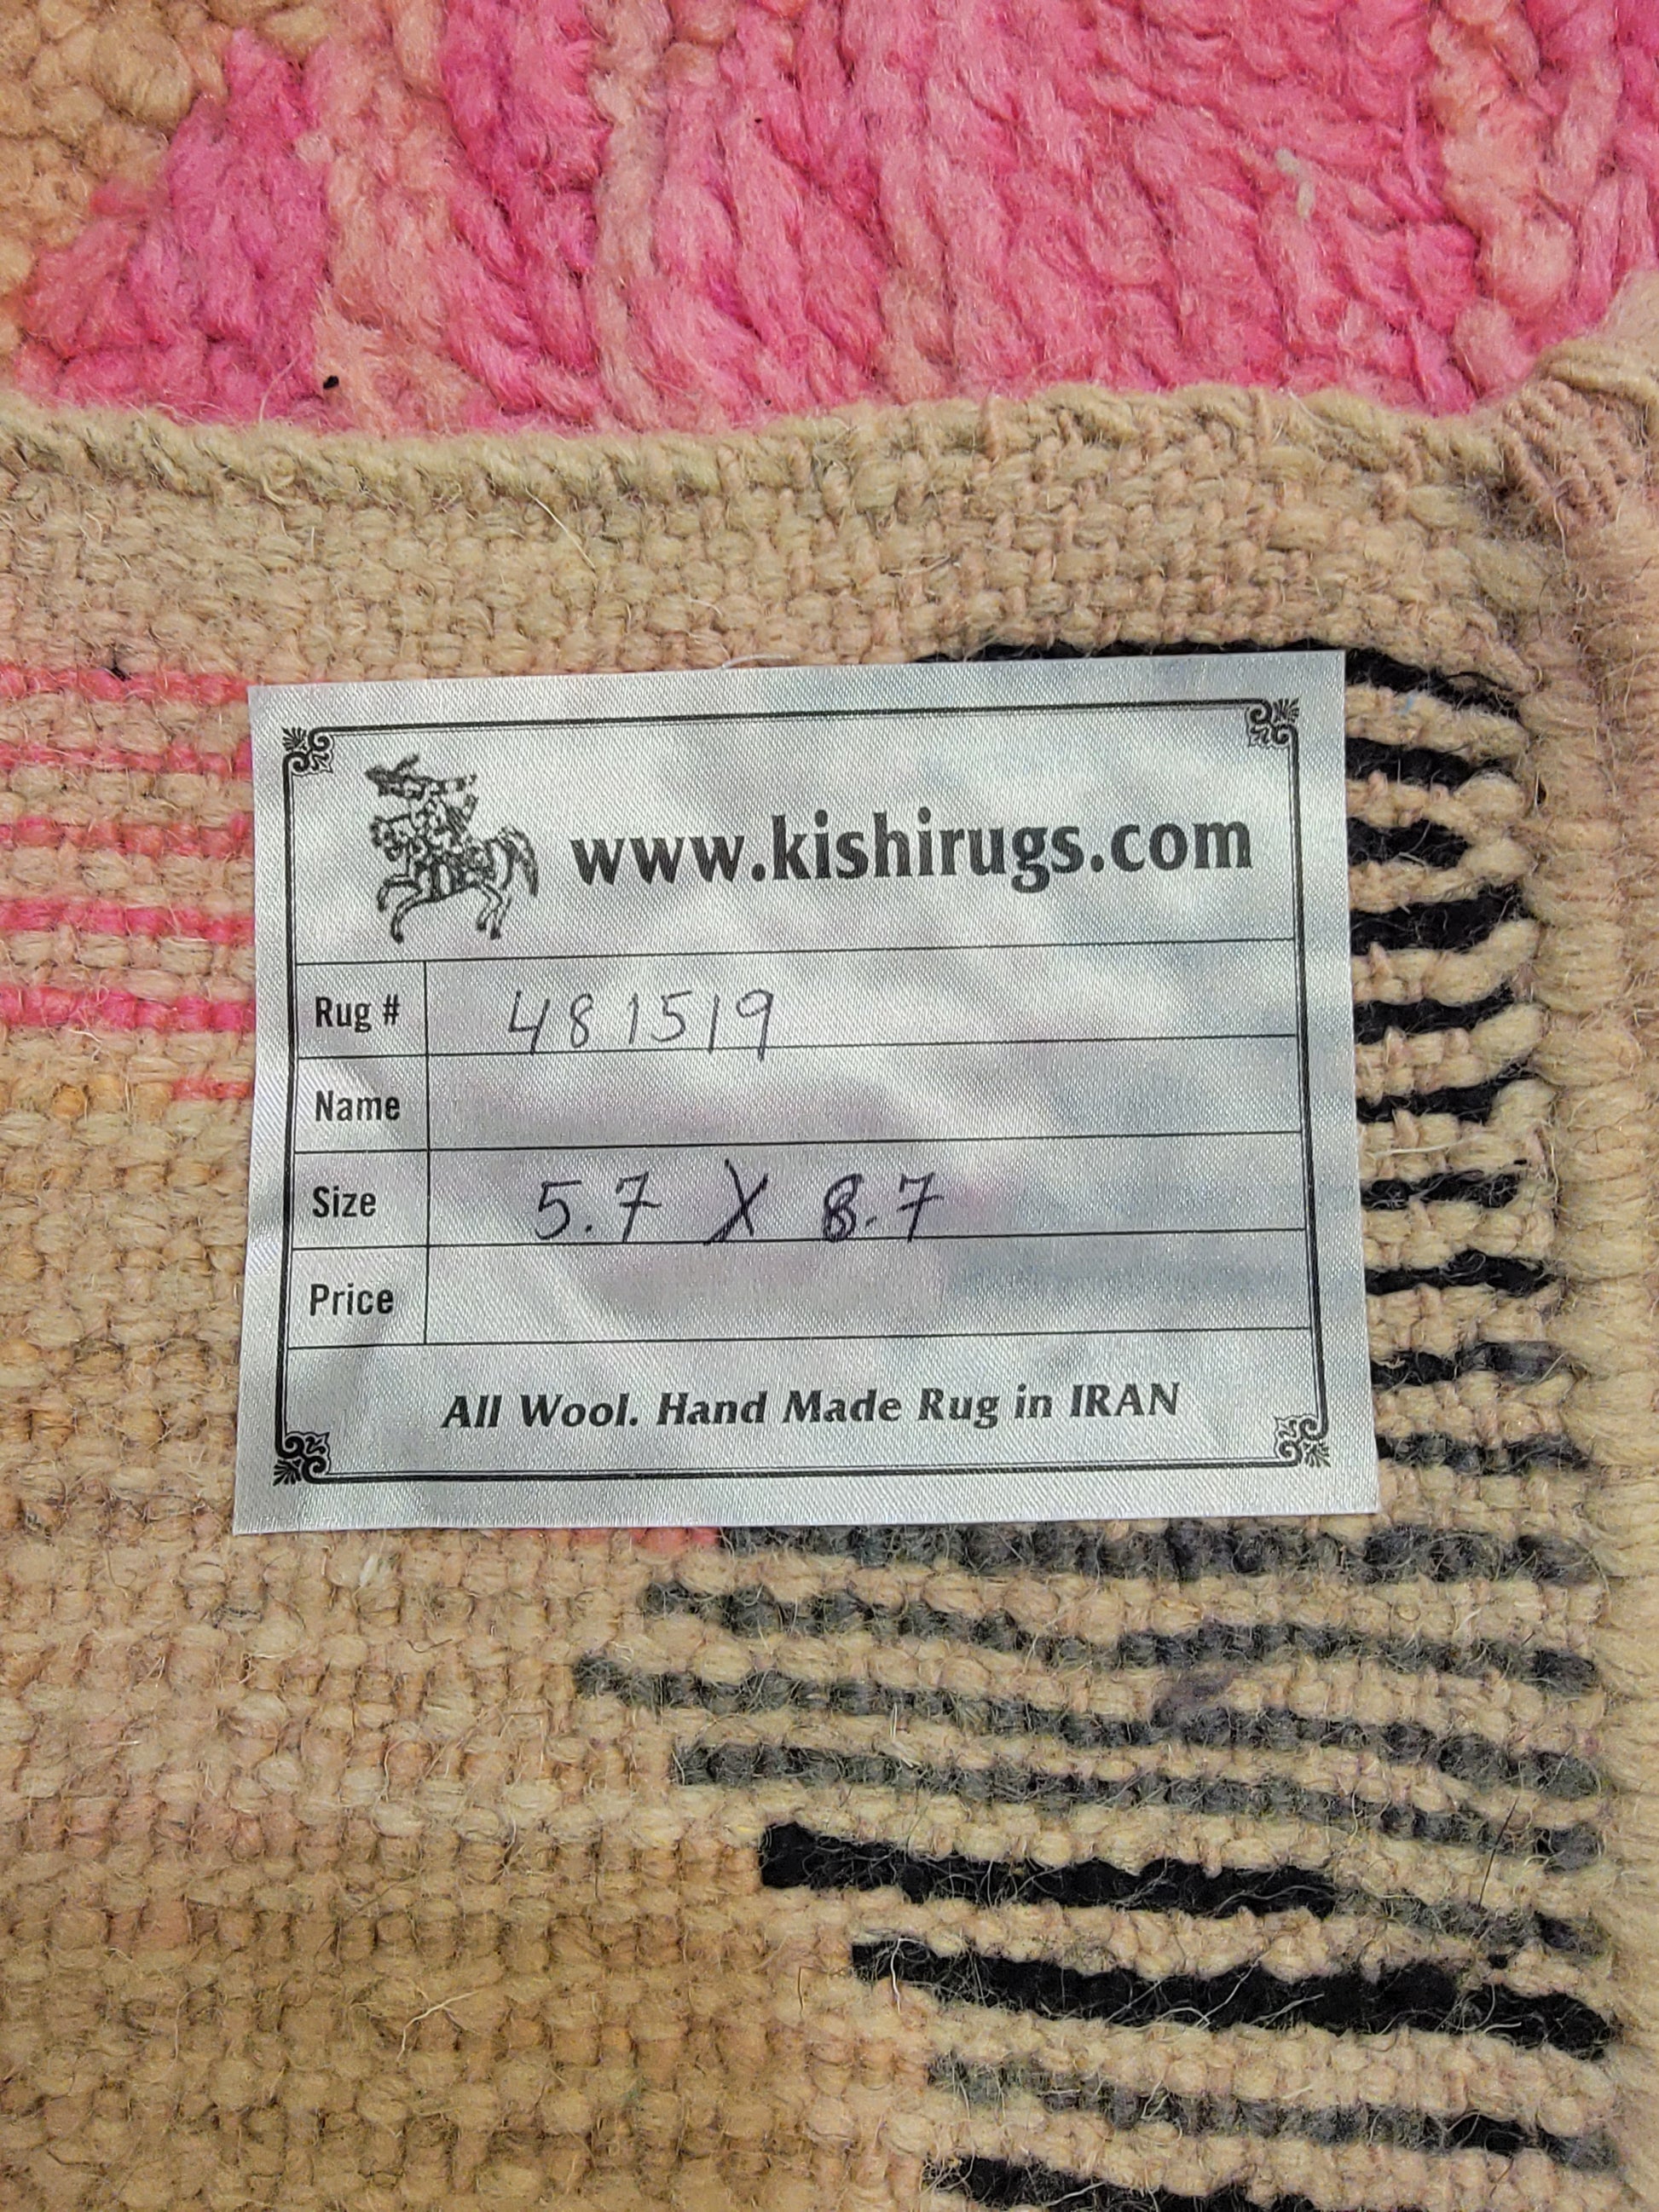 www.kishirugs.com
Rug # 481519
Name
Size 5.7 X 8.7
Price
All Wool. Hand Made Rug in IRAN